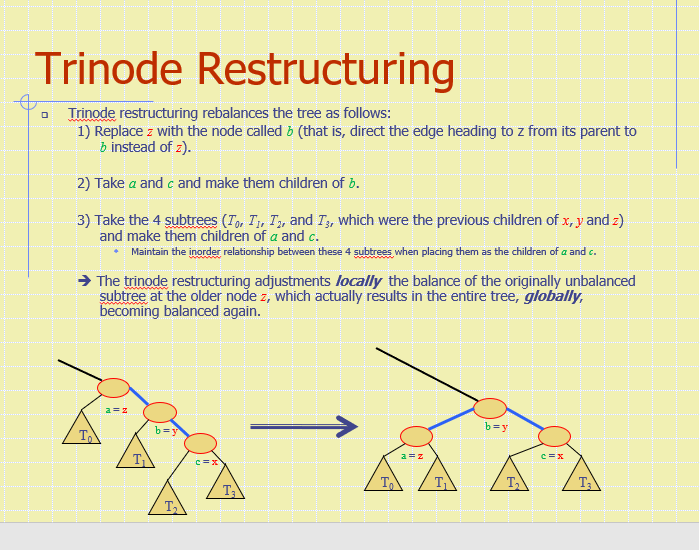 Trinode Restructuring
Trinode restructuring rebalances the tree as follows:
1) Replace z with the node called b (that is, direct the edge heading to z from its parent to
b instead of z).
2) Take a and c and make them children of b.
3) Take the 4 subtrees (T₀, T₁, T₂, and T₃, which were the previous children of x, y and z)
and make them children of a and c.
Maintain the inorder relationship between these 4 subtrees when placing them as the children of a and c.
➔ The trinode restructuring adjustments locally the balance of the originally unbalanced
subtree at the older node z, which actually results in the entire tree, globally,
becoming balanced again.
a = z
b = y
c = x
T₀
T₁
T₂
T₃
b = y
a = z
c = x
T₀
T₁
T₂
T₃